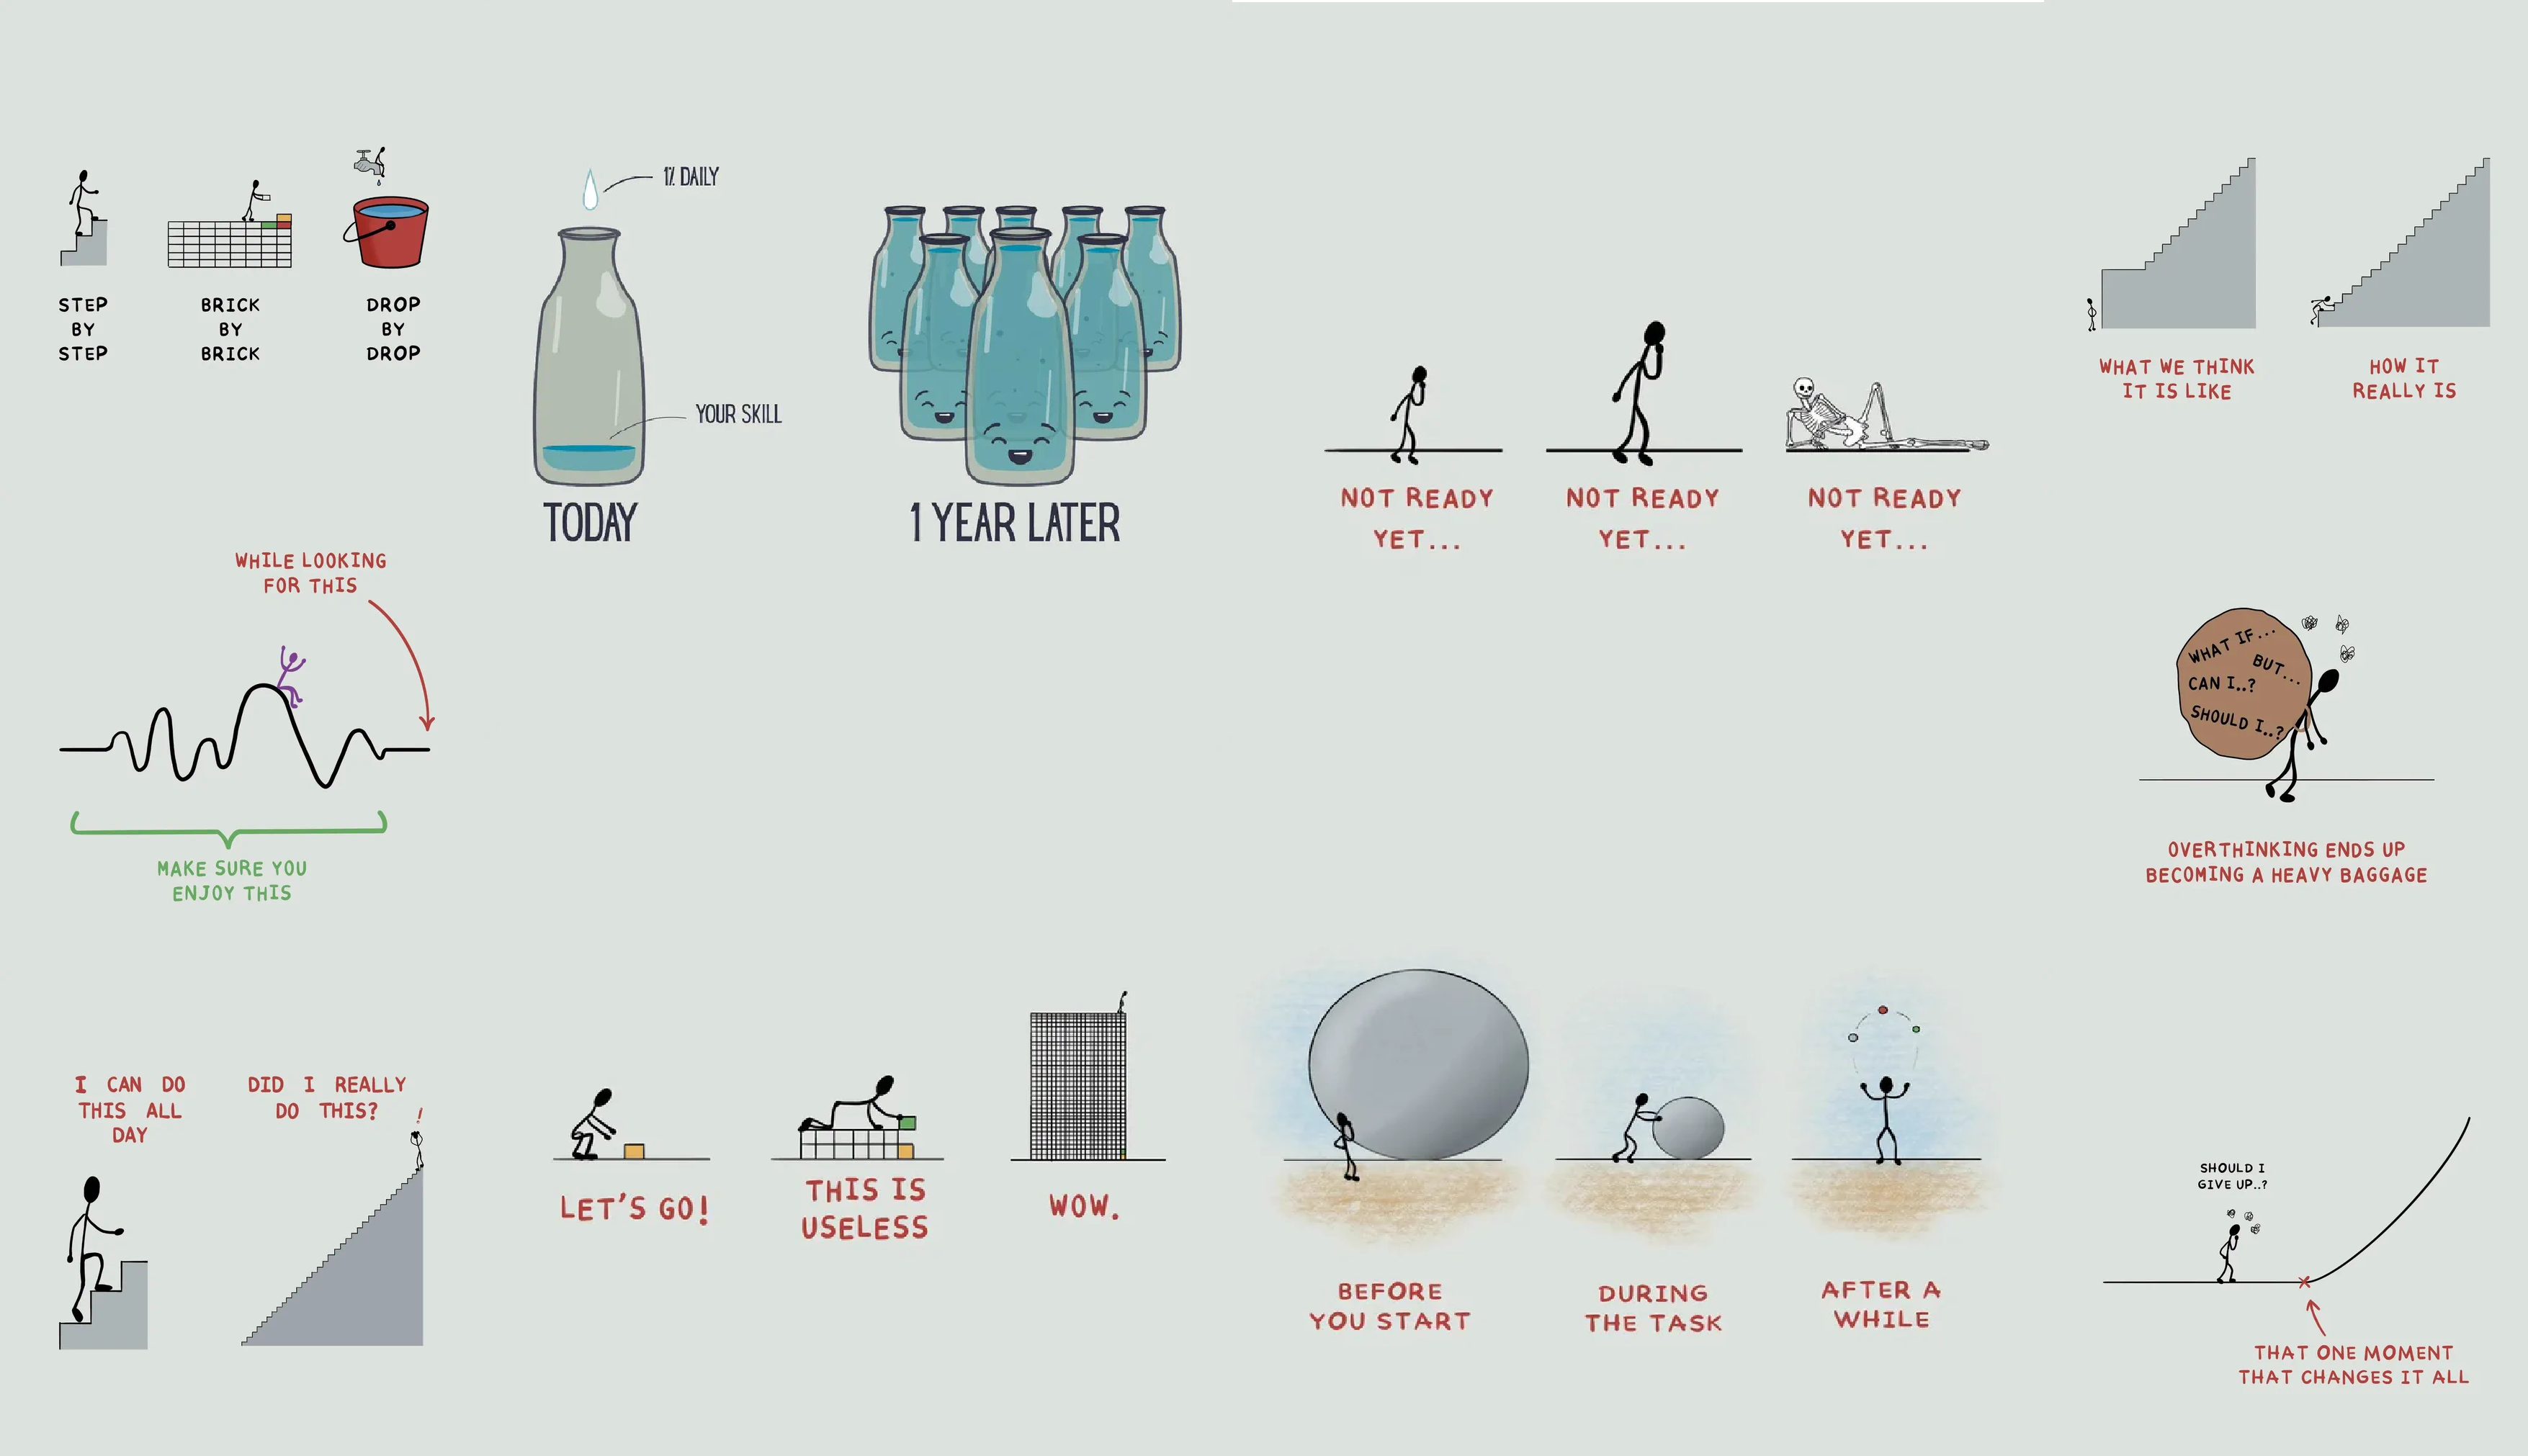 STEP
BY
STEP
BRICK
BY
BRICK
DROP
BY
DROP
1% DAILY
YOUR SKILL
TODAY
1 YEAR LATER
NOT READY
YET...
NOT READY
YET...
NOT READY
YET...
WHAT WE THINK
IT IS LIKE
HOW IT
REALLY IS
WHILE LOOKING
FOR THIS
MAKE SURE YOU
ENJOY THIS
WHAT IF...
BUT...
CAN I..?
SHOULD I..?
OVERTHINKING ENDS UP
BECOMING A HEAVY BAGGAGE
I CAN DO
THIS ALL
DAY
DID I REALLY
DO THIS?
!
LET'S GO!
THIS IS
USELESS
WOW.
BEFORE
YOU START
DURING
THE TASK
AFTER A
WHILE
SHOULD I
GIVE UP..?
THAT ONE MOMENT
THAT CHANGES IT ALL